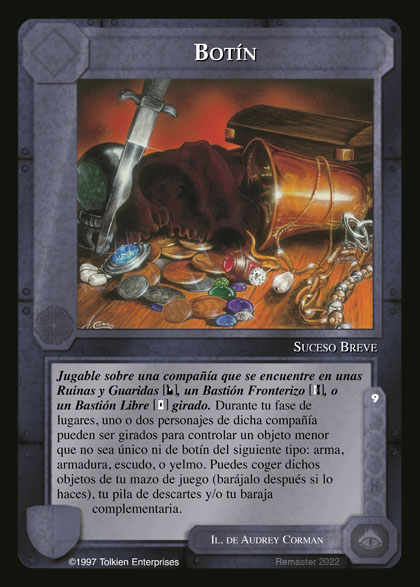 Botín
Suceso Breve
Jugable sobre una compañía que se encuentre en unas
Ruinas y Guaridas [], un Bastión Fronterizo [], o
un Bastión Libre [] girado. Durante tu fase de
lugares, uno o dos personajes de dicha compañía
pueden ser girados para controlar un objeto menor
que no sea único ni de botín del siguiente tipo: arma,
armadura, escudo, o yelmo. Puedes coger dichos
objetos de tu mazo de juego (barájalo después si lo
haces), tu pila de descartes y/o tu baraja
complementaria.
9
Il. de Audrey Corman
©1997 Tolkien Enterprises
Remaster 2022